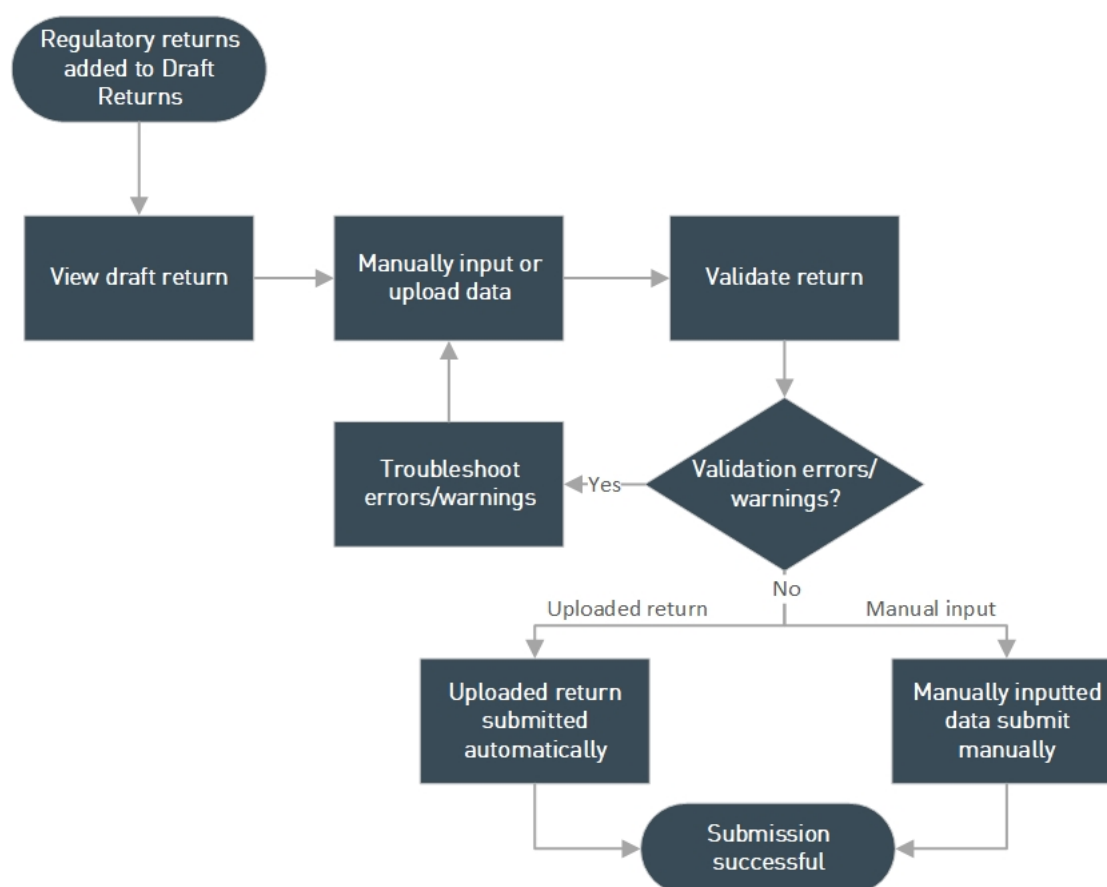 Regulatory returns
added to Draft
Returns
View draft return
Manually input or
upload data
Validate return
Troubleshoot
errors/warnings
Yes
Validation errors/
warnings?
No
Uploaded return
Manual input
Uploaded return
submitted
automatically
Manually inputted
data submit
manually
Submission
successful